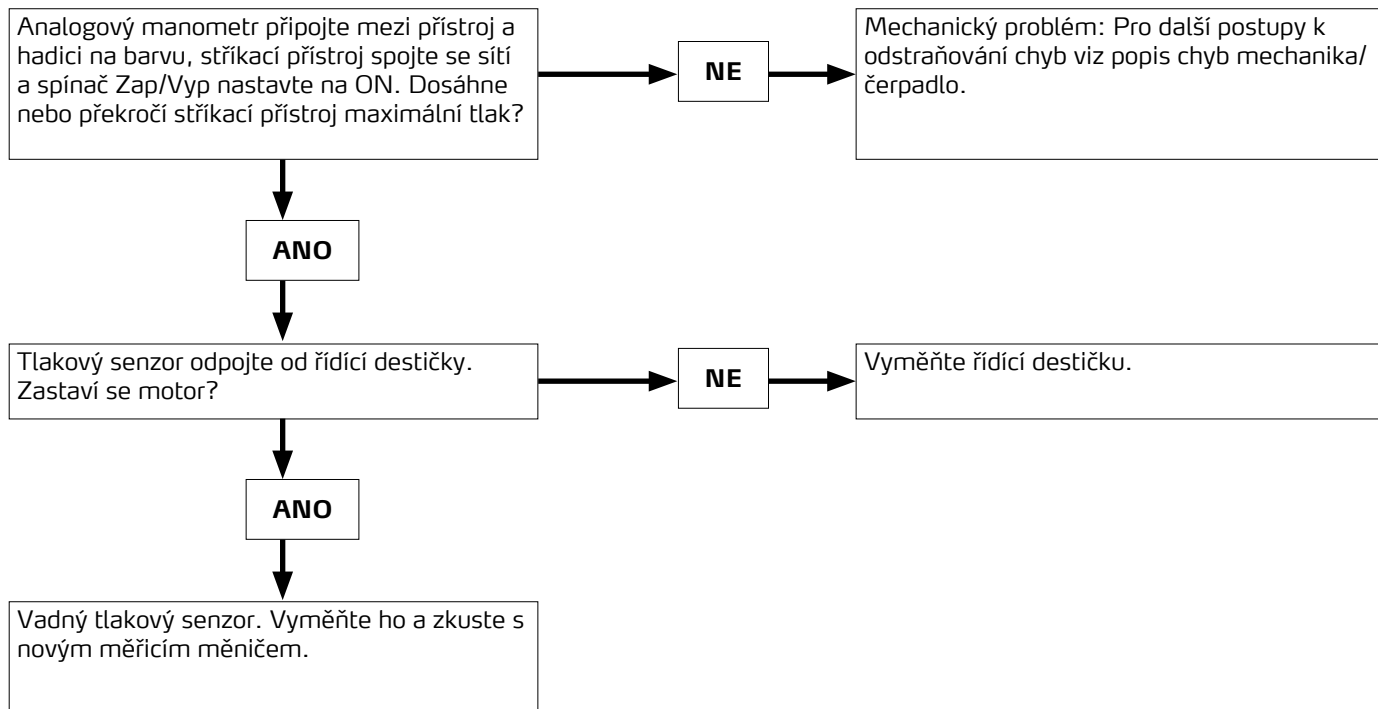 Analogový manometr připojte mezi přístroj a
hadici na barvu, stříkací přístroj spojte se sítí
a spínač Zap/Vyp nastavte na ON. Dosáhne
nebo překročí stříkací přístroj maximální tlak?
NE
Mechanický problém: Pro další postupy k
odstraňování chyb viz popis chyb mechanika/
čerpadlo.
ANO
Tlakový senzor odpojte od řídící destičky.
Zastaví se motor?
NE
Vyměňte řídící destičku.
ANO
Vadný tlakový senzor. Vyměňte ho a zkuste s
novým měřicím měničem.